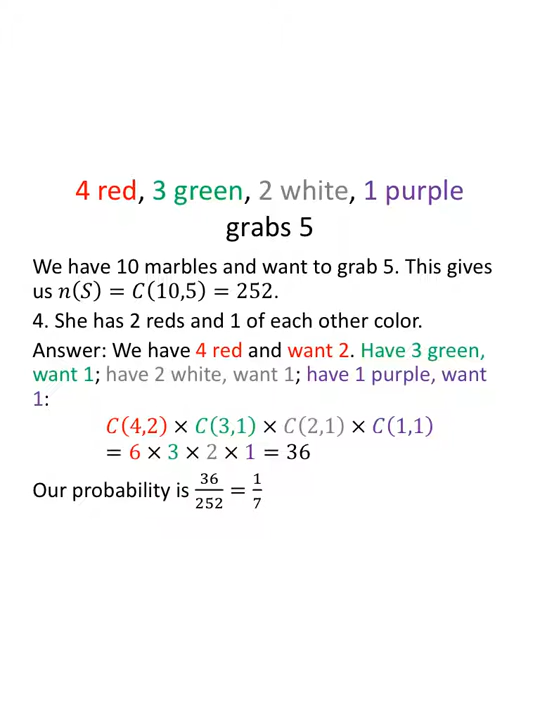 4 red, 3 green, 2 white, 1 purple
grabs 5
We have 10 marbles and want to grab 5. This gives
us n(S) = C(10,5) = 252.
4. She has 2 reds and 1 of each other color.
Answer: We have 4 red and want 2. Have 3 green,
want 1; have 2 white, want 1; have 1 purple, want
1:
C(4,2) × C(3,1) × C(2,1) × C(1,1)
= 6 × 3 × 2 × 1 = 36
Our probability is 36/252 = 1/7